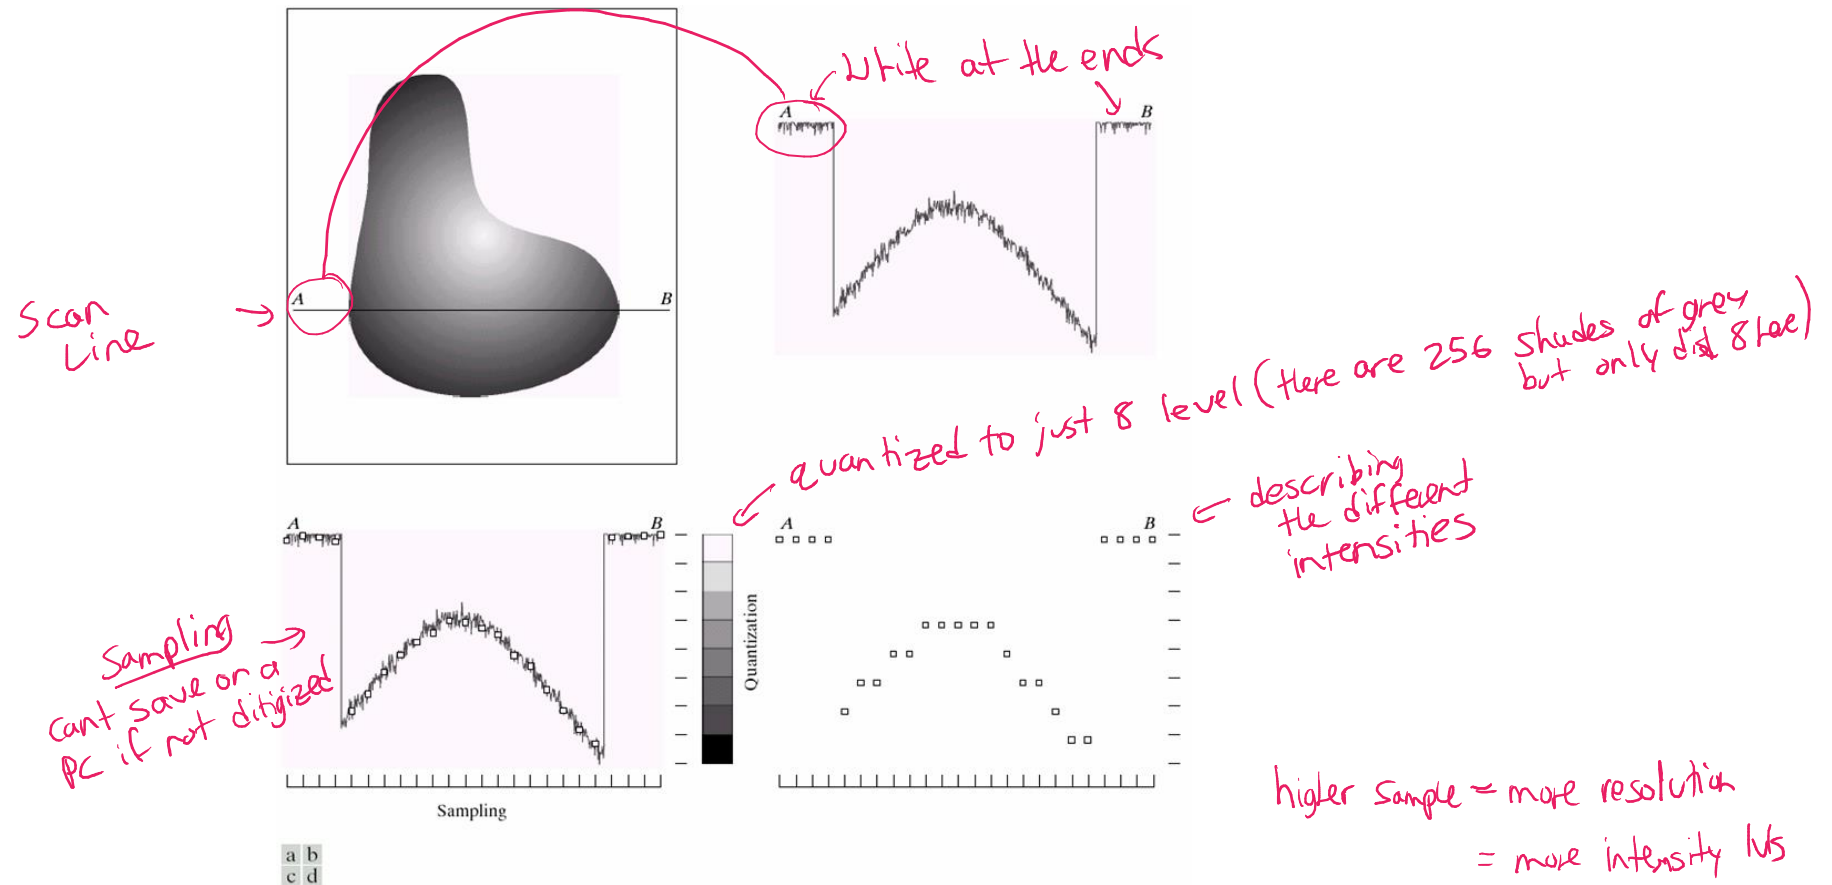 White at the ends
A
B
A
B
Scan
Line
quantized to just 8 level (there are 256 shades of grey
but only did 8 here)
describing
the different
intensities
A
B
A
B
Quantization
Sampling
cant save on a
PC if not ditigized
Sampling
higher sample = more resolution
= more intensity lvls
a b
c d